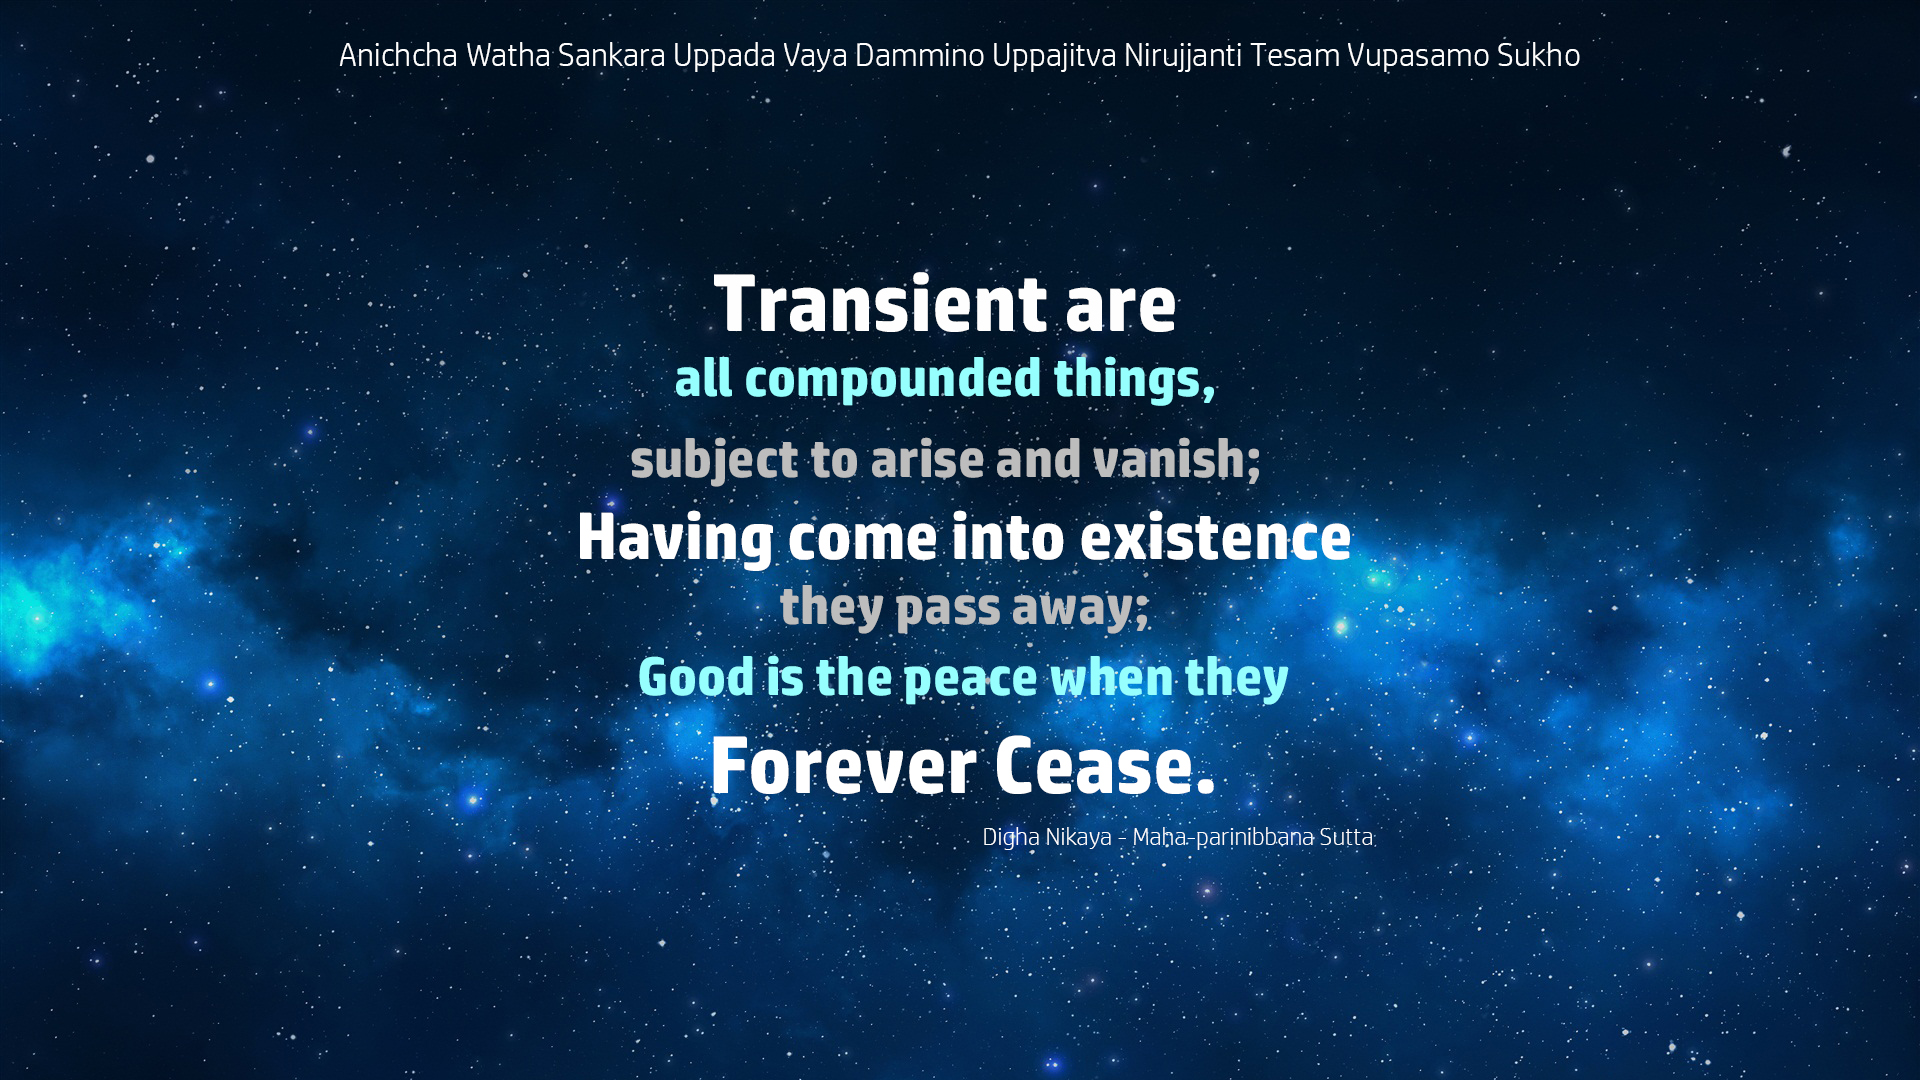 Anichcha Watha Sankara Uppada Vaya Dammino Uppajitva Nirujjanti Tesam Vupasamo Sukho
Transient are
all compounded things,
subject to arise and vanish;
Having come into existence
they pass away;
Good is the peace when they
Forever Cease.
Digha Nikaya - Maha-parinibbana Sutta